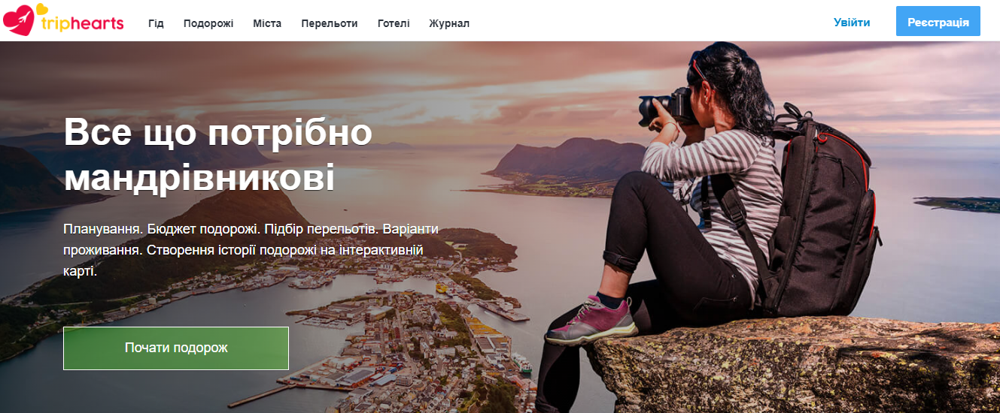 triphearts
Гід Подорожі Міста Перельоти Готелі Журнал Увійти Реєстрація
Все що потрібно
мандрівникові
Планування. Бюджет подорожі. Підбір перельотів. Варіанти
проживання. Створення історії подорожі на інтерактивній
карті.
Почати подорож